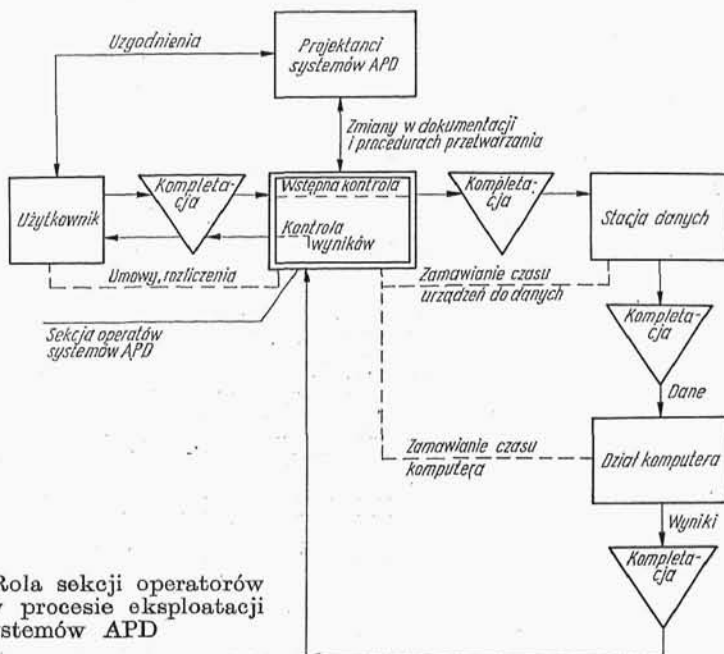 Uzgodnienia
Projektanci
systemów APD
Zmiany w dokumentacji
i procedurach przetwarzania
Użytkownik
Kompleta-
cja
Wstępna kontrola
Kontrola
wyników
Kompleta-
cja
Stacja danych
Umowy, rozliczenia
Zamawianie czasu
urządzeń do danych
Sekcja operatów
systemów APD
Kompleta-
cja
Dane
Zamawianie czasu
komputera
Dział komputera
Wyniki
Kompleta-
cja
Rola sekcji operatorów
w procesie eksploatacji
systemów APD